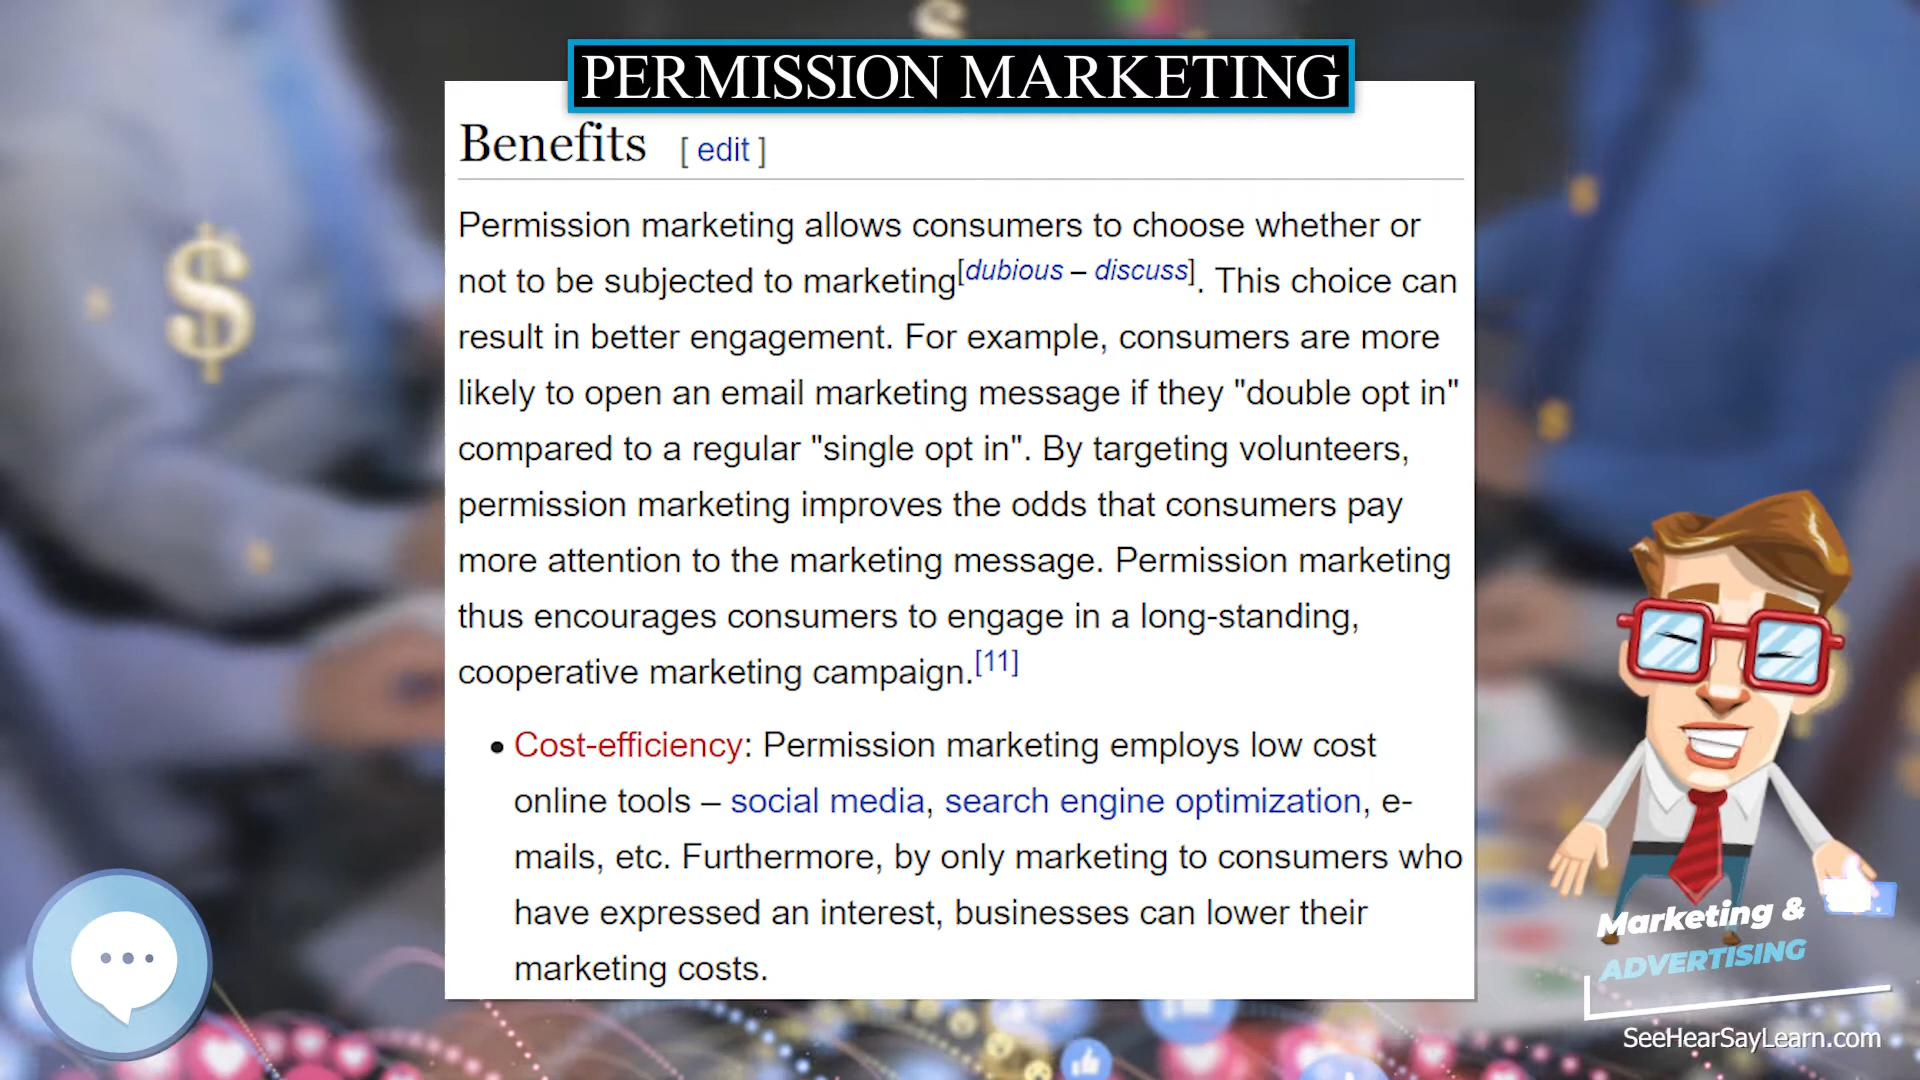 PERMISSION MARKETING
Benefits [ edit ]
Permission marketing allows consumers to choose whether or
not to be subjected to marketing[dubious – discuss]. This choice can
result in better engagement. For example, consumers are more
likely to open an email marketing message if they "double opt in"
compared to a regular "single opt in". By targeting volunteers,
permission marketing improves the odds that consumers pay
more attention to the marketing message. Permission marketing
thus encourages consumers to engage in a long-standing,
cooperative marketing campaign.[11]
• Cost-efficiency: Permission marketing employs low cost
online tools – social media, search engine optimization, e-
mails, etc. Furthermore, by only marketing to consumers who
have expressed an interest, businesses can lower their
marketing costs.
Marketing &
ADVERTISING
SeeHearSayLearn.com